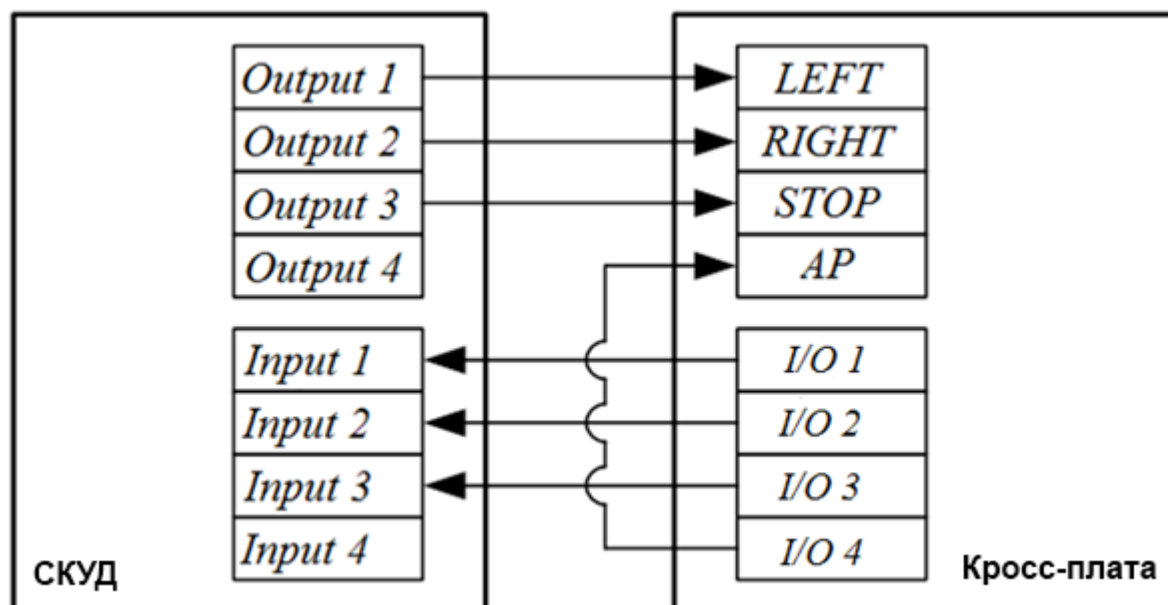 Output 1
Output 2
Output 3
Output 4
Input 1
Input 2
Input 3
Input 4
СКУД
LEFT
RIGHT
STOP
AP
I/O 1
I/O 2
I/O 3
I/O 4
Кросс-плата